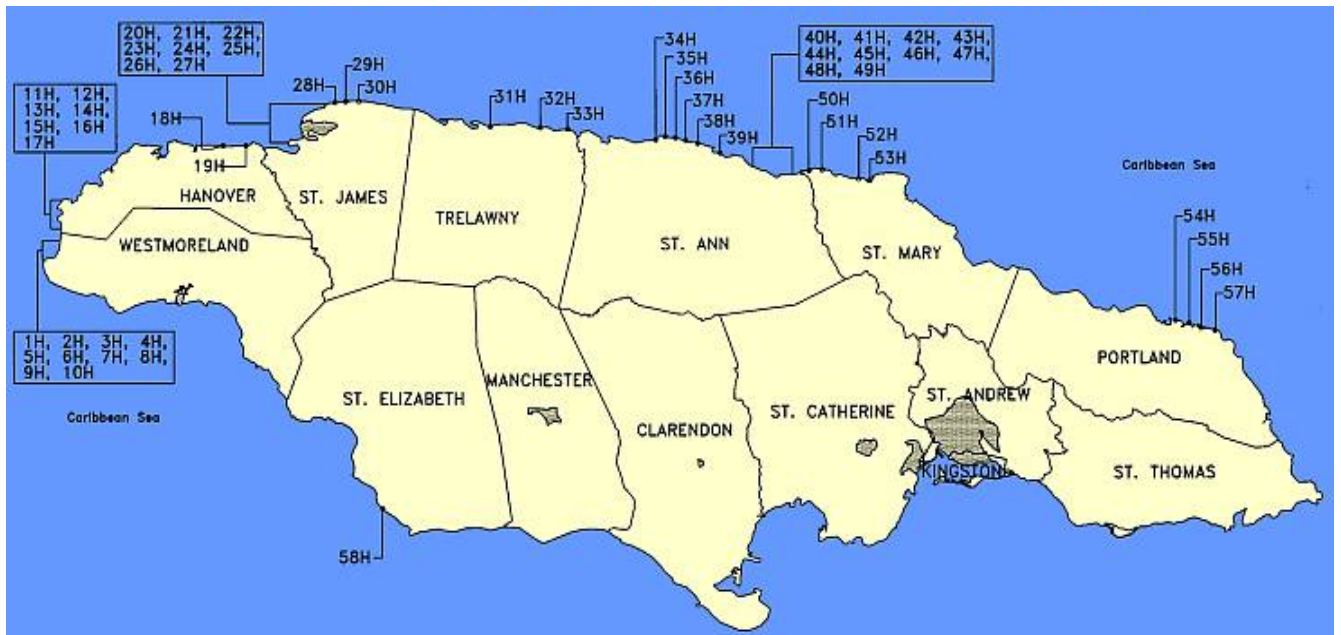 20H, 21H, 22H,
23H, 24H, 25H,
26H, 27H
34H
35H
36H
37H
38H
39H
40H, 41H, 42H, 43H,
44H, 45H, 46H, 47H,
48H, 49H
29H
28H
30H
31H
32H
33H
50H
51H
52H
53H
11H, 12H,
13H, 14H,
15H, 16H
17H
18H
19H
Caribbean Sea
HANOVER
ST. JAMES
TRELAWNY
ST. ANN
ST. MARY
WESTMORELAND
54H
55H
56H
57H
1H, 2H, 3H, 4H,
5H, 6H, 7H, 8H,
9H, 10H
PORTLAND
MANCHESTER
ST. ELIZABETH
ST. ANDREW
ST. CATHERINE
Caribbean Sea
CLARENDON
KINGSTON
ST. THOMAS
58H